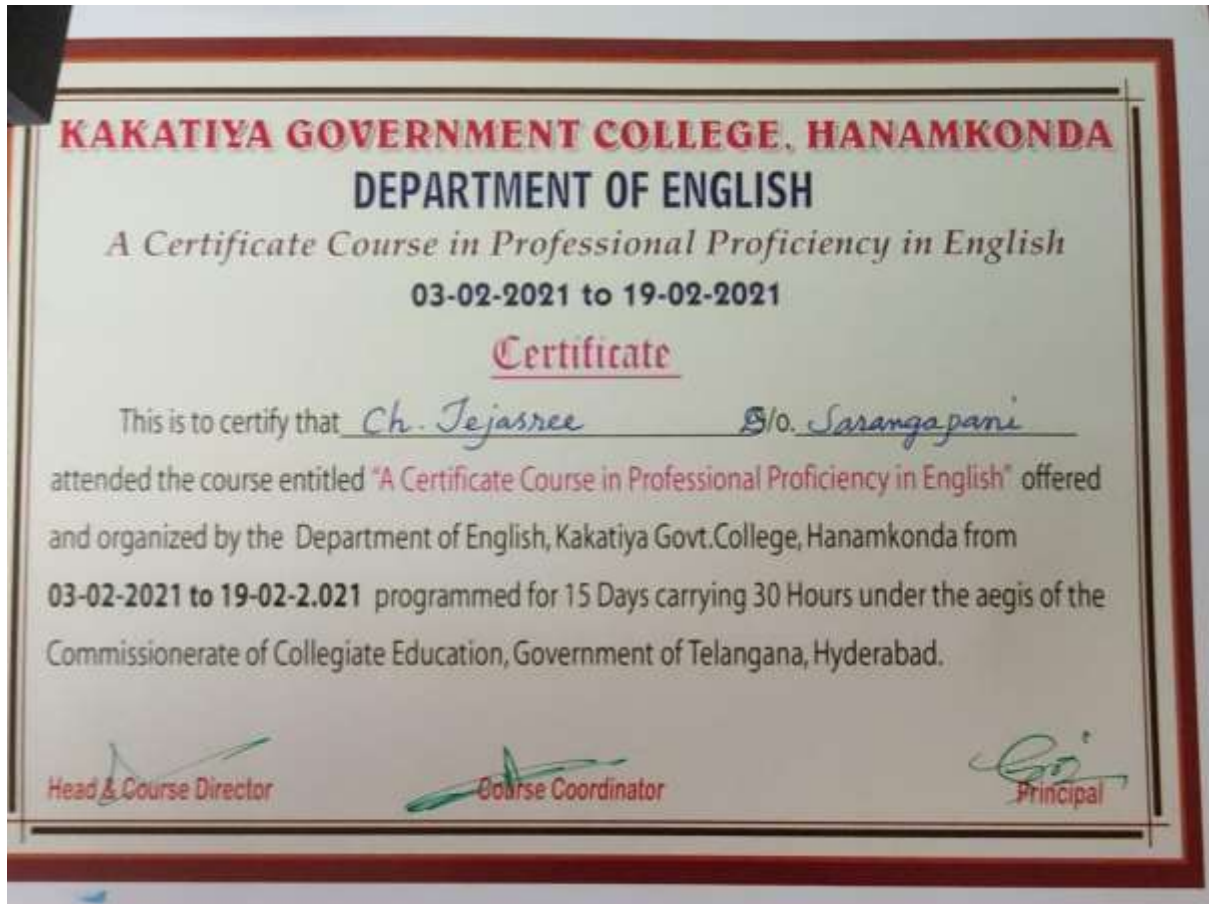 KAKATIYA GOVERNMENT COLLEGE, HANAMKONDA
DEPARTMENT OF ENGLISH
A Certificate Course in Professional Proficiency in English
03-02-2021 to 19-02-2021
Certificate
This is to certify that Ch. Tejasree D/o. Sarangapani
attended the course entitled "A Certificate Course in Professional Proficiency in English" offered
and organized by the Department of English, Kakatiya Govt.College, Hanamkonda from
03-02-2021 to 19-02-2.021 programmed for 15 Days carrying 30 Hours under the aegis of the
Commissionerate of Collegiate Education, Government of Telangana, Hyderabad.
Head & Course Director Course Coordinator Principal